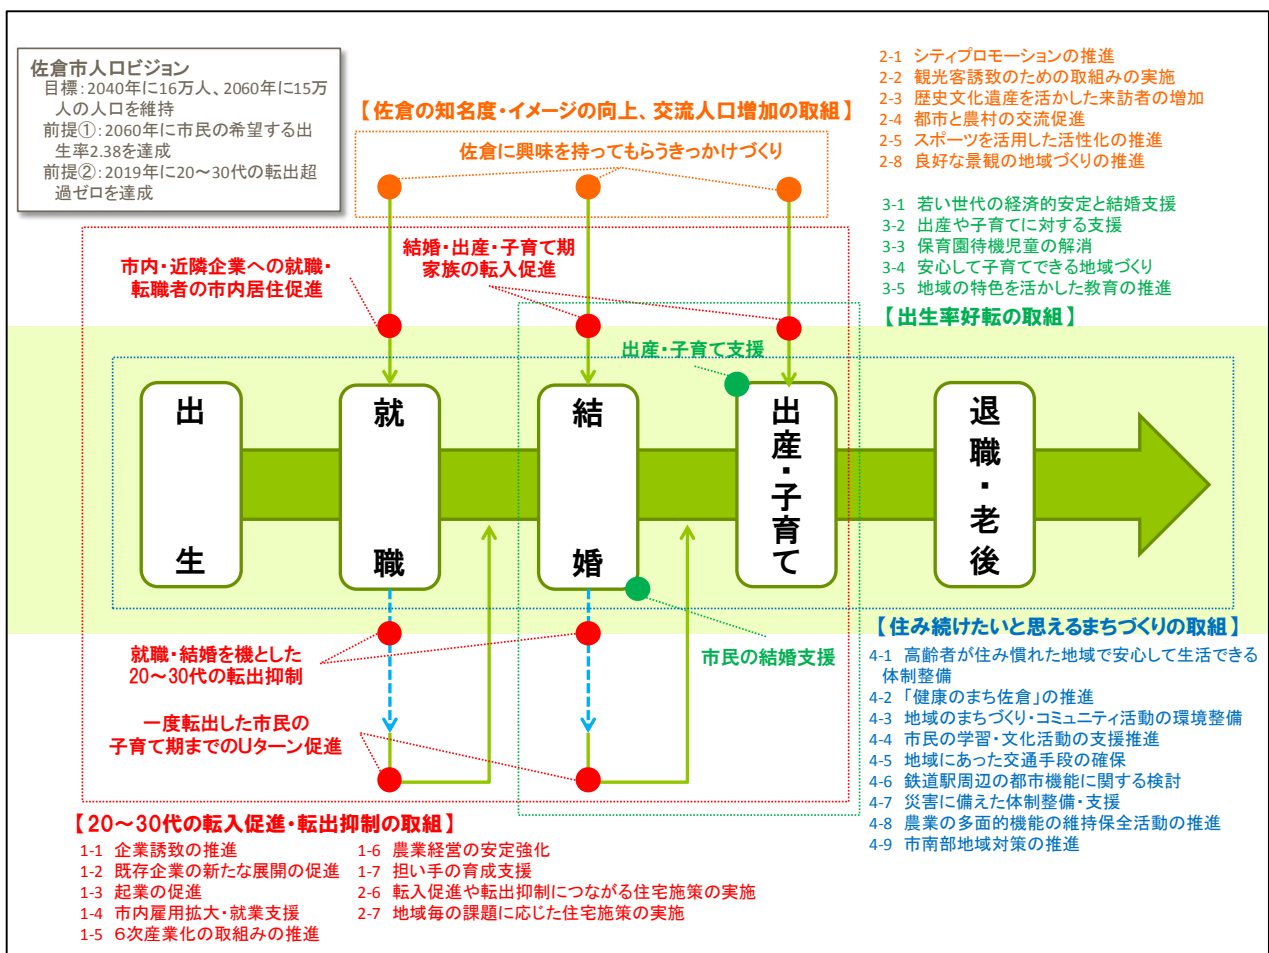 佐倉市人口ビジョン
目標：2040年に16万人、2060年に15万
人の人口を維持
前提①：2060年に市民の希望する出
生率2.38を達成
前提②：2019年に20～30代の転出超
過ゼロを達成
【佐倉の知名度・イメージの向上、交流人口増加の取組】
佐倉に興味を持ってもらうきっかけづくり
2-1 シティプロモーションの推進
2-2 観光客誘致のための取組みの実施
2-3 歴史文化遺産を活かした来訪者の増加
2-4 都市と農村の交流促進
2-5 スポーツを活用した活性化の推進
2-8 良好な景観の地域づくりの推進
3-1 若い世代の経済的安定と結婚支援
3-2 出産や子育てに対する支援
3-3 保育園待機児童の解消
3-4 安心して子育てできる地域づくり
3-5 地域の特色を活かした教育の推進
【出生率好転の取組】
市内・近隣企業への就職・
転職者の市内居住促進
結婚・出産・子育て期
家族の転入促進
出産・子育て支援
出生
就職
結婚
出産・子育て
退職・老後
就職・結婚を機とした
20～30代の転出抑制
市民の結婚支援
一度転出した市民の
子育て期までのUターン促進
【住み続けたいと思えるまちづくりの取組】
4-1 高齢者が住み慣れた地域で安心して生活できる
体制整備
4-2 「健康のまち佐倉」の推進
4-3 地域のまちづくり・コミュニティ活動の環境整備
4-4 市民の学習・文化活動の支援推進
4-5 地域にあった交通手段の確保
4-6 鉄道駅周辺の都市機能に関する検討
4-7 災害に備えた体制整備・支援
4-8 農業の多面的機能の維持保全活動の推進
4-9 市南部地域対策の推進
【20～30代の転入促進・転出抑制の取組】
1-1 企業誘致の推進
1-2 既存企業の新たな展開の促進
1-3 起業の促進
1-4 市内雇用拡大・就業支援
1-5 6次産業化の取組みの推進
1-6 農業経営の安定強化
1-7 担い手の育成支援
2-6 転入促進や転出抑制につながる住宅施策の実施
2-7 地域毎の課題に応じた住宅施策の実施